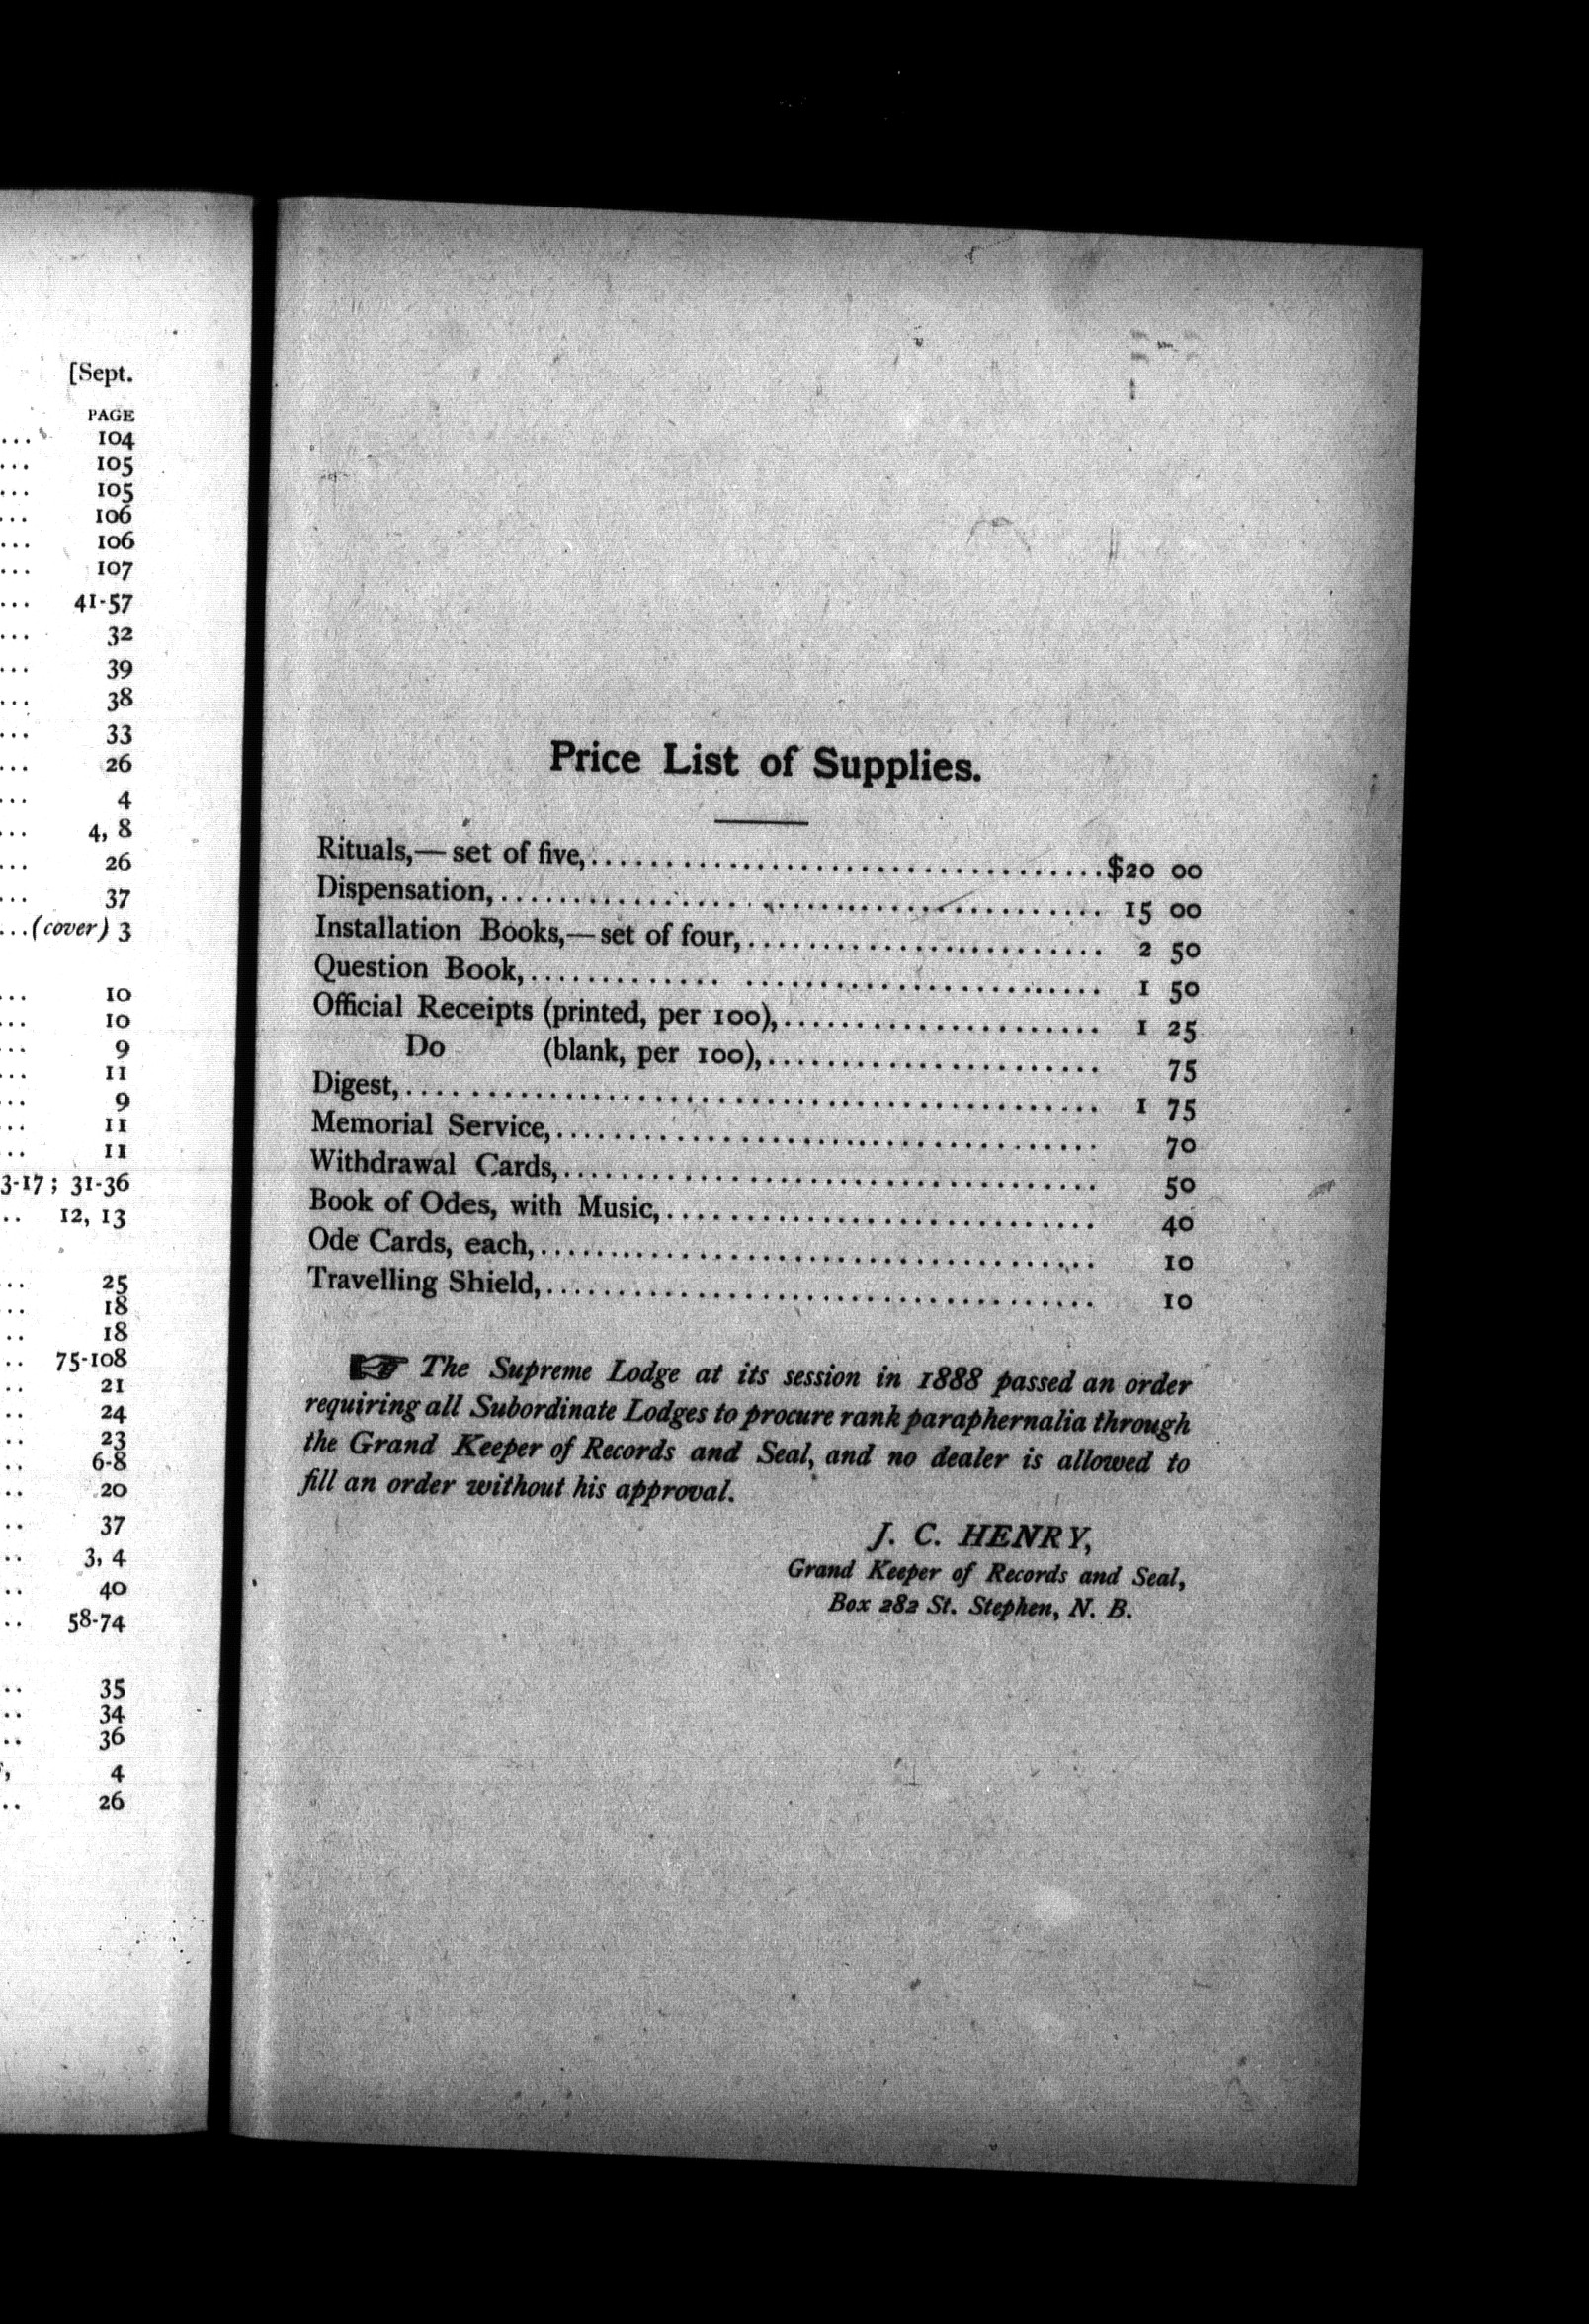 [Sept.
PAGE
... 104
... 105
... 105
... 106
... 106
... 107
... 41-57
... 32
... 39
... 38
... 33
... 26
... 4
... 4, 8
... 26
... 37
...(cover) 3
... 10
... 10
... 9
... 11
... 9
... 11
... 11
3-17; 31-36
.. 12, 13
.. 25
.. 18
.. 18
.. 75-108
.. 21
.. 24
.. 23
.. 6-8
.. 20
.. 37
.. 3, 4
.. 40
.. 58-74
.. 35
.. 34
.. 36
, 4
.. 26
Price List of Supplies.
Rituals,—set of five,.................................$20 00
Dispensation,................................. 15 00
Installation Books,—set of four,......................... 2 50
Question Book,............. ......................... 1 50
Official Receipts (printed, per 100),...................... 1 25
Do (blank, per 100),....................... 75
Digest,................................................ 1 75
Memorial Service,..................................... 70
Withdrawal Cards,..................................... 50
Book of Odes, with Music,.............................. 40
Ode Cards, each,....................................... 10
Travelling Shield,....................................... 10
☞ The Supreme Lodge at its session in 1888 passed an order
requiring all Subordinate Lodges to procure rank paraphernalia through
the Grand Keeper of Records and Seal, and no dealer is allowed to
fill an order without his approval.
J. C. HENRY,
Grand Keeper of Records and Seal,
Box 282 St. Stephen, N. B.